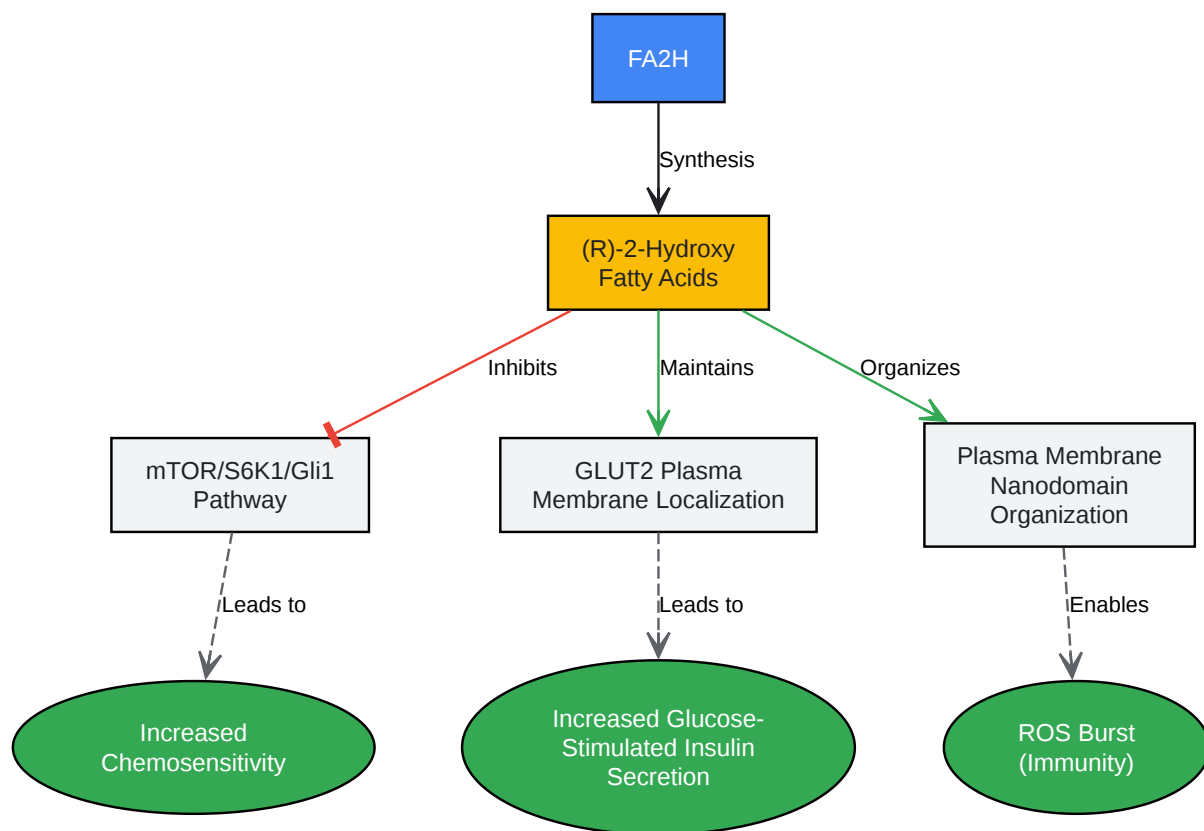 FA2H
Synthesis
(R)-2-Hydroxy
Fatty Acids
Inhibits
Maintains
Organizes
mTOR/S6K1/Gli1
Pathway
GLUT2 Plasma
Membrane Localization
Plasma Membrane
Nanodomain
Organization
Leads to
Leads to
Enables
Increased
Chemosensitivity
Increased Glucose-
Stimulated Insulin
Secretion
ROS Burst
(Immunity)